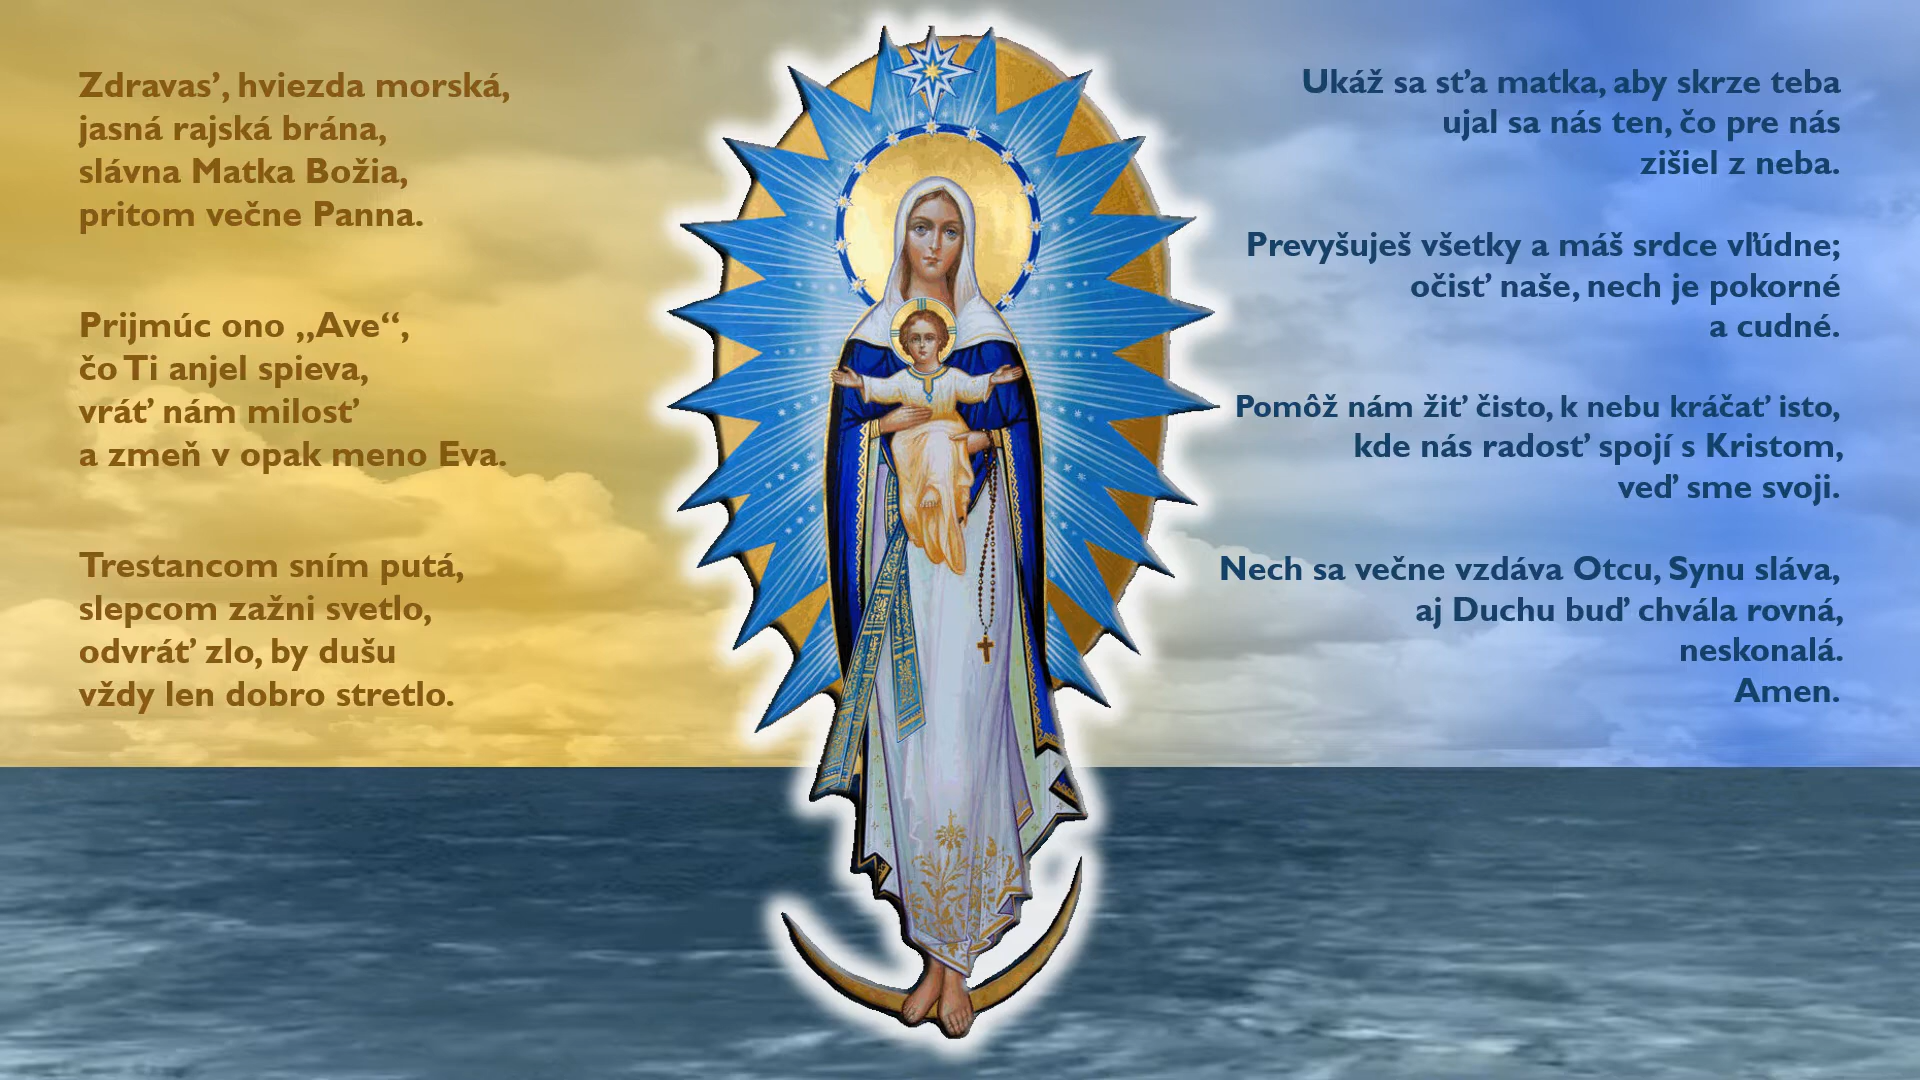 Zdravas’, hviezda morská,
jasná rajská brána,
slávna Matka Božia,
pritom večne Panna.
Prijmúc ono „Ave“,
čo Ti anjel spieva,
vráť nám milosť
a zmeň v opak meno Eva.
Trestancom sním putá,
slepcom zažni svetlo,
odvráť zlo, by dušu
vždy len dobro stretlo.
Ukáž sa sťa matka, aby skrze teba
ujal sa nás ten, čo pre nás
zišiel z neba.
Prevyšuješ všetky a máš srdce vľúdne;
očisť naše, nech je pokorné
a cudné.
Pomôž nám žiť čisto, k nebu kráčať isto,
kde nás radosť spojí s Kristom,
veď sme svoji.
Nech sa večne vzdáva Otcu, Synu sláva,
aj Duchu buď chvála rovná,
neskonalá.
Amen.